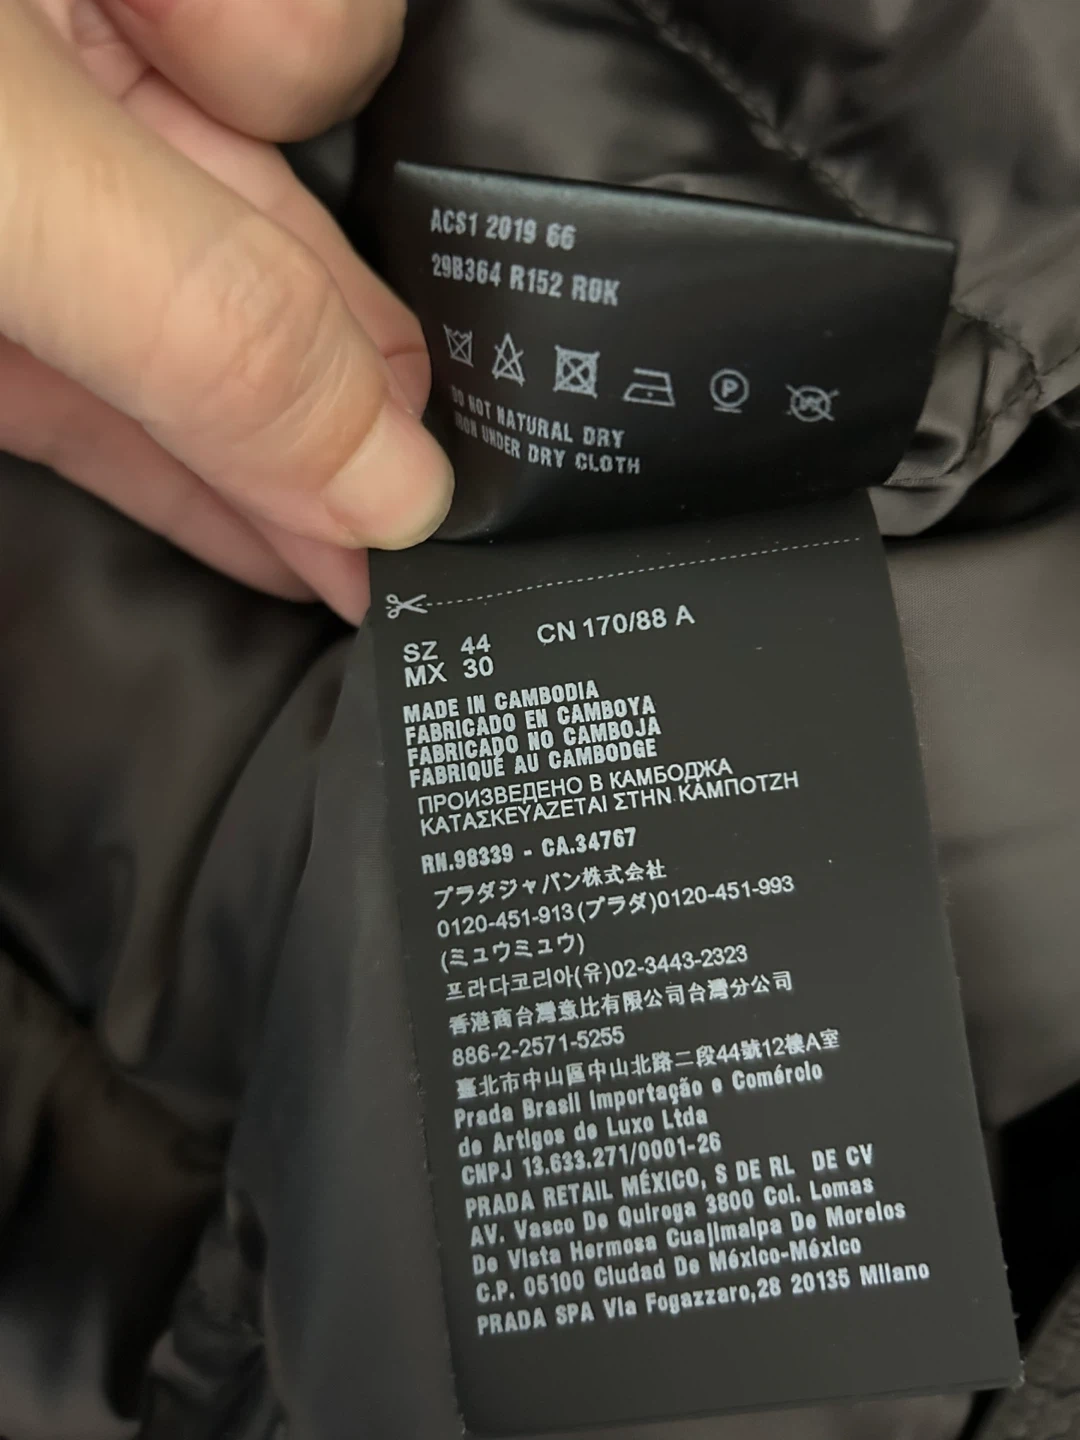 ACS1 2019 66
29B364 R152 R0K
DO NOT NATURAL DRY
IRON UNDER DRY CLOTH
SZ 44 CN 170/88 A
MX 30
MADE IN CAMBODIA
FABRICADO EN CAMBOYA
FABRICADO NO CAMBOJA
FABRIQUÉ AU CAMBODGE
ПРОИЗВЕДЕНО В КАМБОДЖА
ΚΑΤΑΣΚΕΥΑΖΕΤΑΙ ΣΤΗΝ ΚΑΜΠΟΤΖΗ
RN.98339 - CA.34767
プラダジャパン株式会社
0120-451-913(プラダ)0120-451-993
(ミュウミュウ)
프라다코리아(유)02-3443-2323
香港商台灣意比有限公司台灣分公司
886-2-2571-5255
臺北市中山區中山北路二段44號12樓A室
Prada Brasil Importação e Comércio
de Artigos de Luxo Ltda
CNPJ 13.633.271/0001-26
PRADA RETAIL MÉXICO, S DE RL DE CV
AV. Vasco De Quiroga 3800 Col. Lomas
De Vista Hermosa Cuajimalpa De Morelos
C.P. 05100 Ciudad De México-México
PRADA SPA Via Fogazzaro,28 20135 Milano